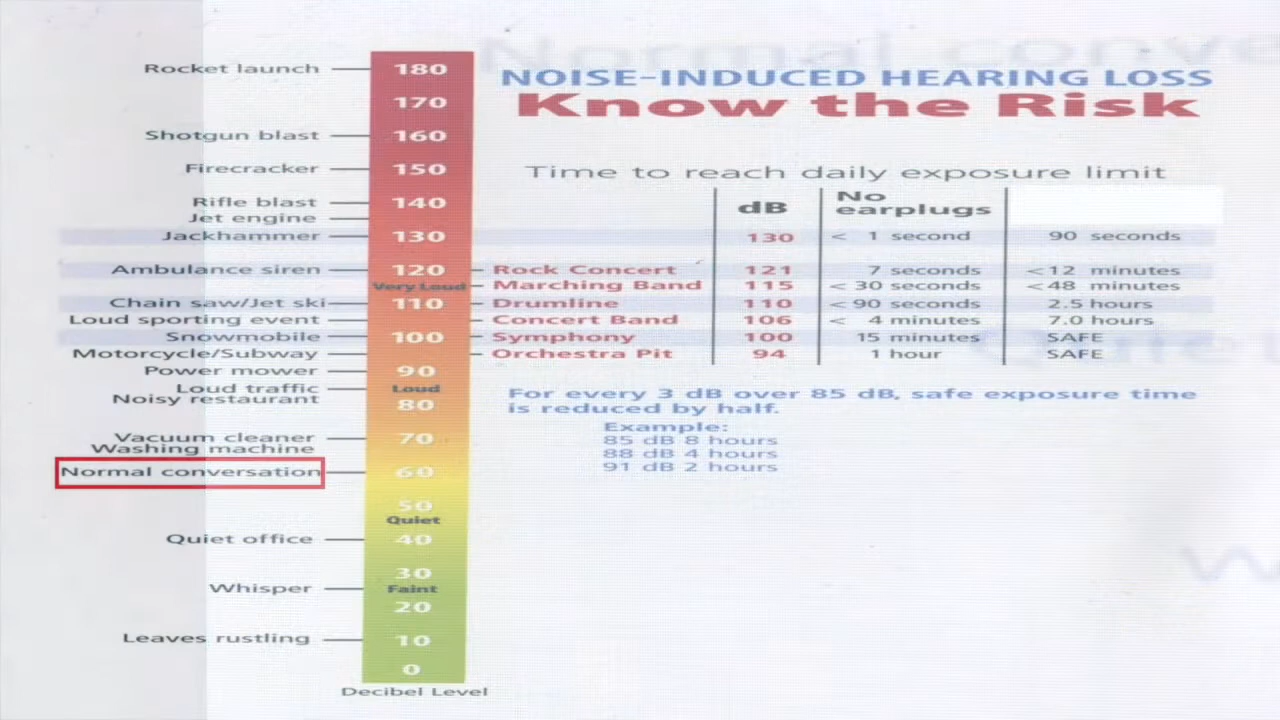 NOISE-INDUCED HEARING LOSS
Know the Risk
Rocket launch 180
170
Shotgun blast 160
Firecracker 150
Rifle blast 140
Jet engine
Jackhammer 130
Ambulance siren 120
Very Loud
Chain saw/Jet ski 110
Loud sporting event
Snowmobile 100
Motorcycle/Subway
Power mower 90
Loud traffic Loud
Noisy restaurant 80
Vacuum cleaner 70
Washing machine
Normal conversation 60
50
Quiet
Quiet office 40
30
Whisper Faint
20
Leaves rustling 10
0
Decibel Level
Time to reach daily exposure limit
dB No earplugs
130 < 1 second 90 seconds
Rock Concert 121 7 seconds <12 minutes
Marching Band 115 < 30 seconds <48 minutes
Drumline 110 <90 seconds 2.5 hours
Concert Band 106 < 4 minutes 7.0 hours
Symphony 100 15 minutes SAFE
Orchestra Pit 94 1 hour SAFE
For every 3 dB over 85 dB, safe exposure time
is reduced by half.
Example:
85 dB 8 hours
88 dB 4 hours
91 dB 2 hours